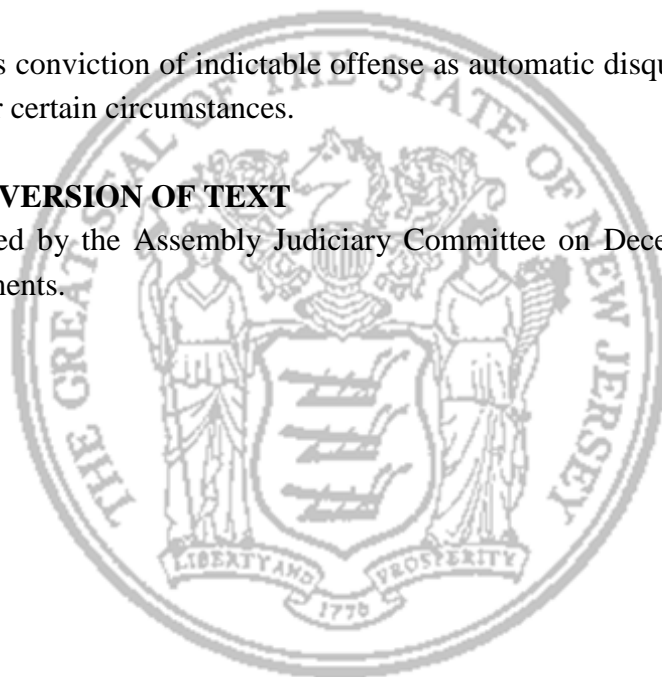 s conviction of indictable offense as automatic disqu
r certain circumstances.
VERSION OF TEXT
ed by the Assembly Judiciary Committee on Dece
nents.
THE GREAT SEAL OF THE STATE OF NEW JERSEY
LIBERTY AND PROSPERITY
1776